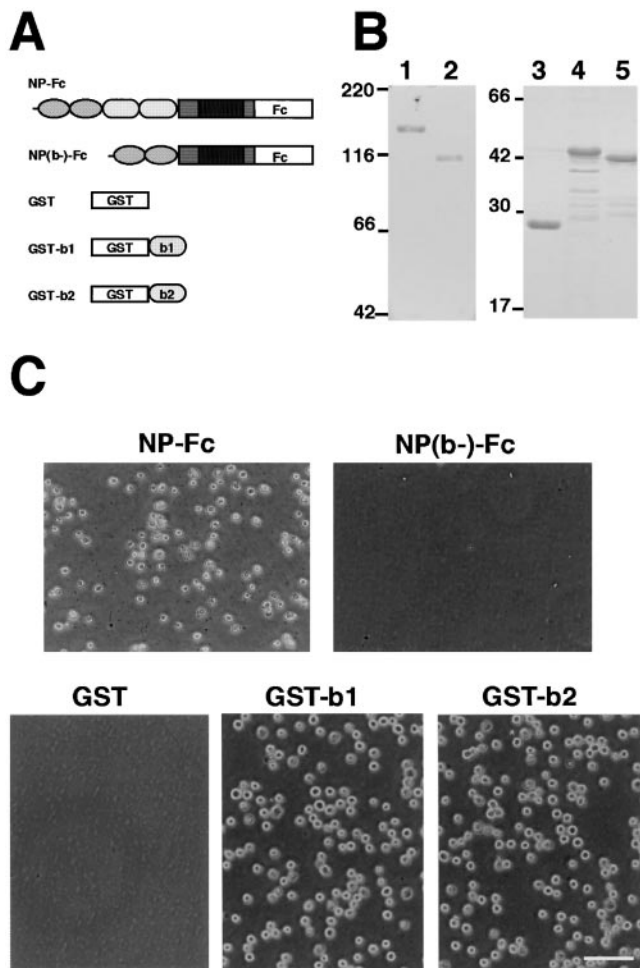 A
NP-Fc
Fc
NP(b-)-Fc
Fc
GST
GST
GST-b1
GST b1
GST-b2
GST b2
B
1 2
220
116
66
42
3 4 5
66
42
30
17
C
NP-Fc NP(b-)-Fc
GST GST-b1 GST-b2